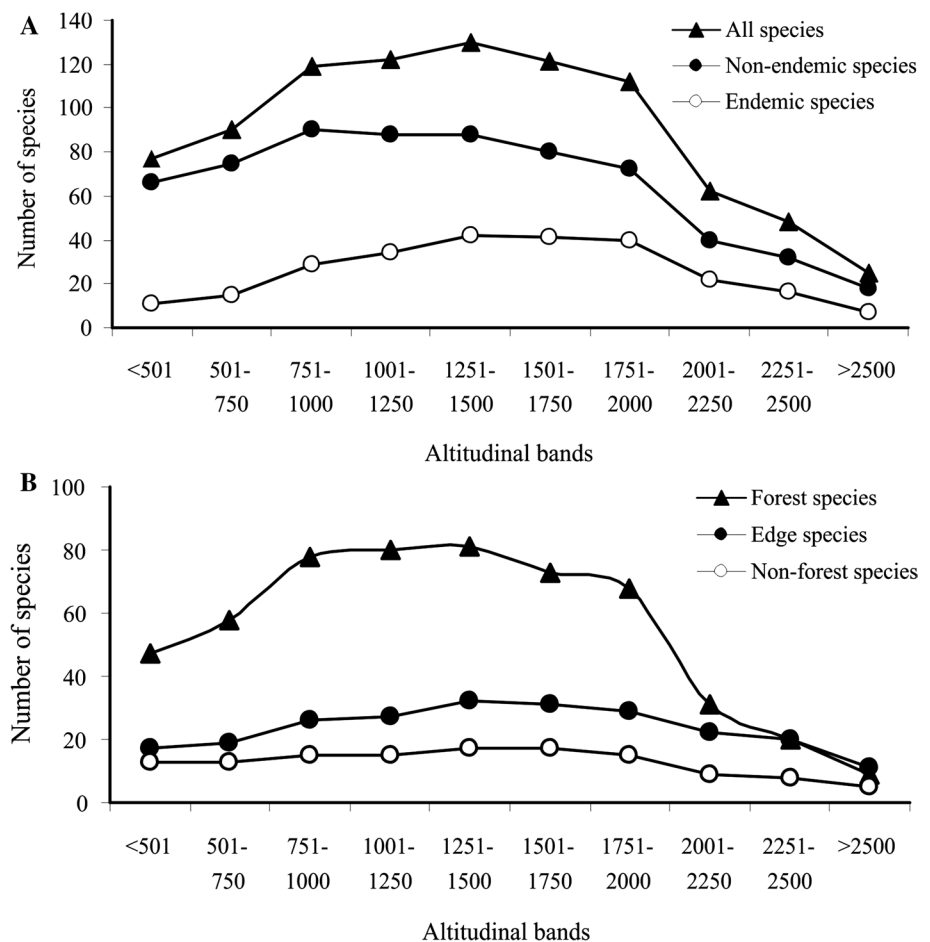 A
140
120
100
80
60
40
20
0
Number of species
All species
Non-endemic species
Endemic species
<501 501- 751- 1001- 1251- 1501- 1751- 2001- 2251- >2500
750 1000 1250 1500 1750 2000 2250 2500
Altitudinal bands
B
100
80
60
40
20
0
Number of species
Forest species
Edge species
Non-forest species
<501 501- 751- 1001- 1251- 1501- 1751- 2001- 2251- >2500
750 1000 1250 1500 1750 2000 2250 2500
Altitudinal bands